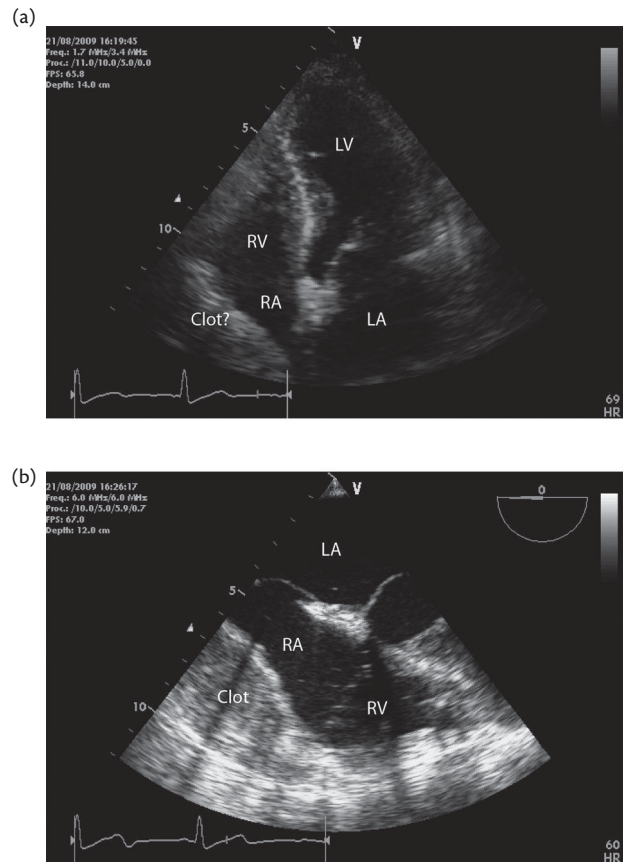 (a)
21/08/2009 16:19:45
Freq.: 1.7 MHz/3.4 MHz
Proc.: /11.0/10.0/5.0/0.0
FPS: 65.8
Depth: 14.0 cm
V
5
LV
10
RV
RA
Clot?
LA
69
HR
(b)
21/08/2009 16:26:17
Freq.: 6.0 MHz/6.0 MHz
Proc.: /10.0/5.0/5.9/0.7
FPS: 67.0
Depth: 12.0 cm
V
0
LA
5
RA
Clot
RV
10
60
HR